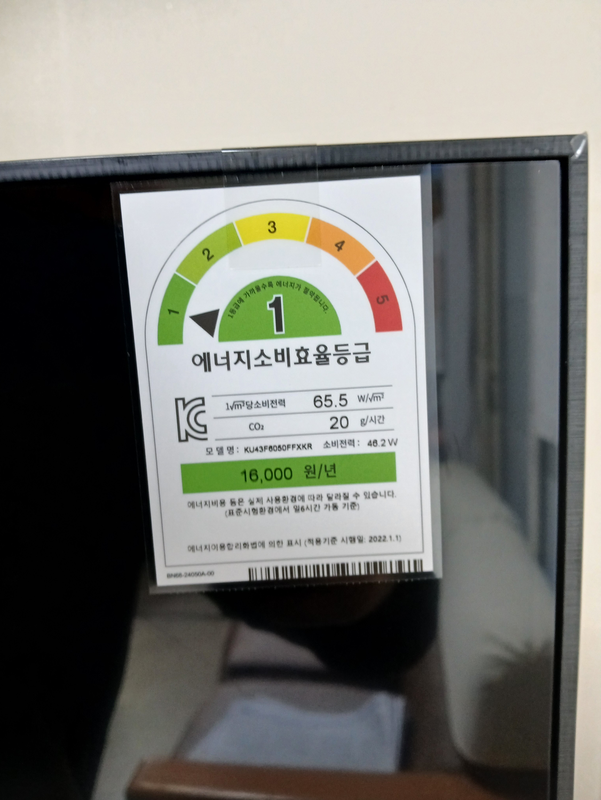 1
2
3
4
5
1등급에 가까울수록 에너지가 절약됩니다.
1
에너지소비효율등급
1√m²당소비전력 65.5 W/√m²
CO₂ 20 g/시간
모델명: KU43F6050FFXKR 소비전력: 46.2 W
16,000 원/년
에너지비용 등은 실제 사용환경에 따라 달라질 수 있습니다.
(표준시험환경에서 일6시간 가동 기준)
에너지이용합리화법에 의한 표시 (적용기준 시행일: 2022.1.1)
BN68-24050A-00